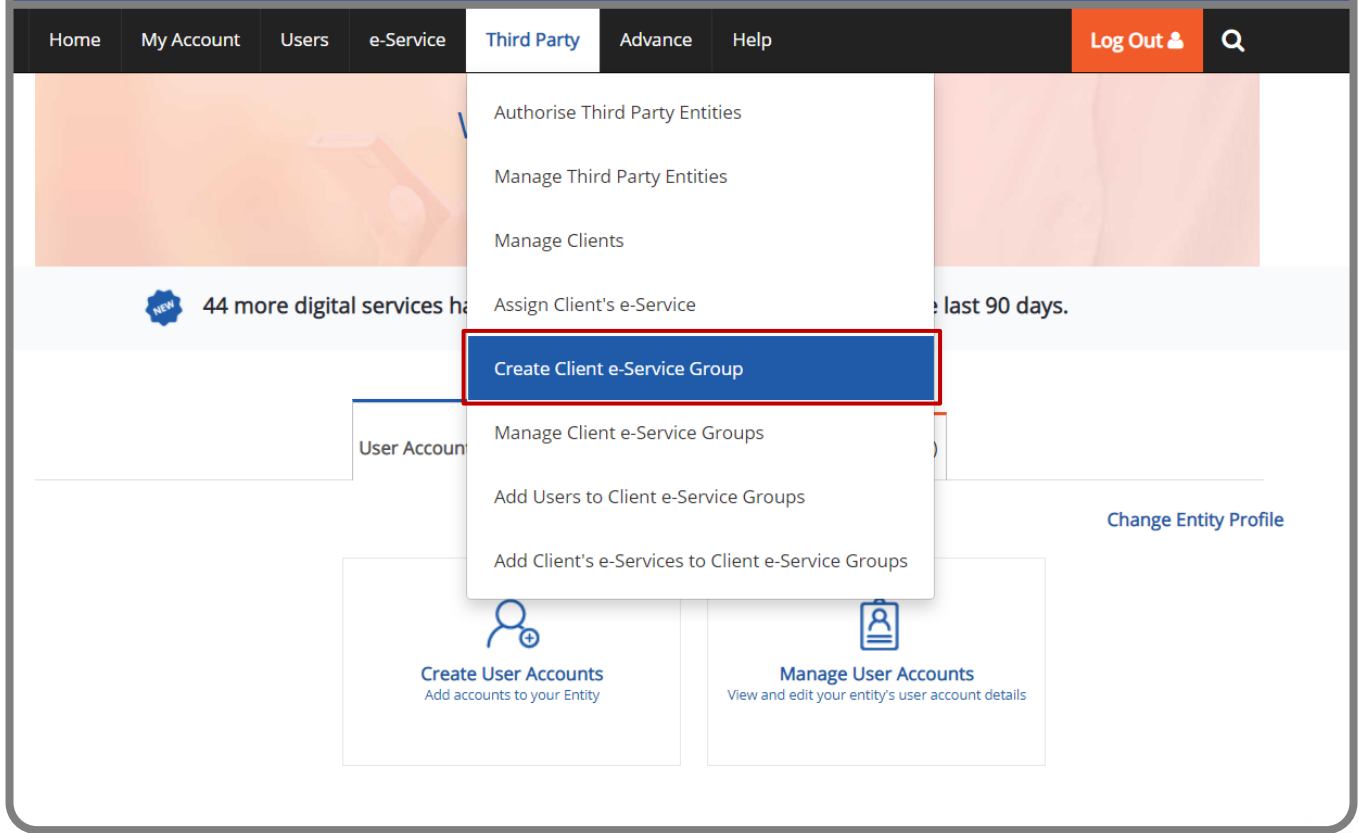 Home My Account Users e-Service Third Party Advance Help Log Out
Authorise Third Party Entities
Manage Third Party Entities
Manage Clients
NEW
44 more digital services ha
Assign Client's e-Service
last 90 days.
Create Client e-Service Group
User Accoun
Manage Client e-Service Groups
)
Add Users to Client e-Service Groups
Change Entity Profile
Add Client's e-Services to Client e-Service Groups
Create User Accounts
Add accounts to your Entity
Manage User Accounts
View and edit your entity's user account details